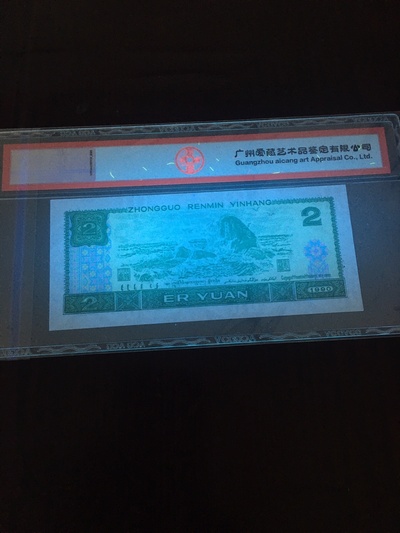 广州爱藏艺术品鉴定有限公司
Guangzhou aicang art Appraisal Co., Ltd.
ZHONGGUO RENMIN YINHANG
2
2
2
ER YUAN
1990